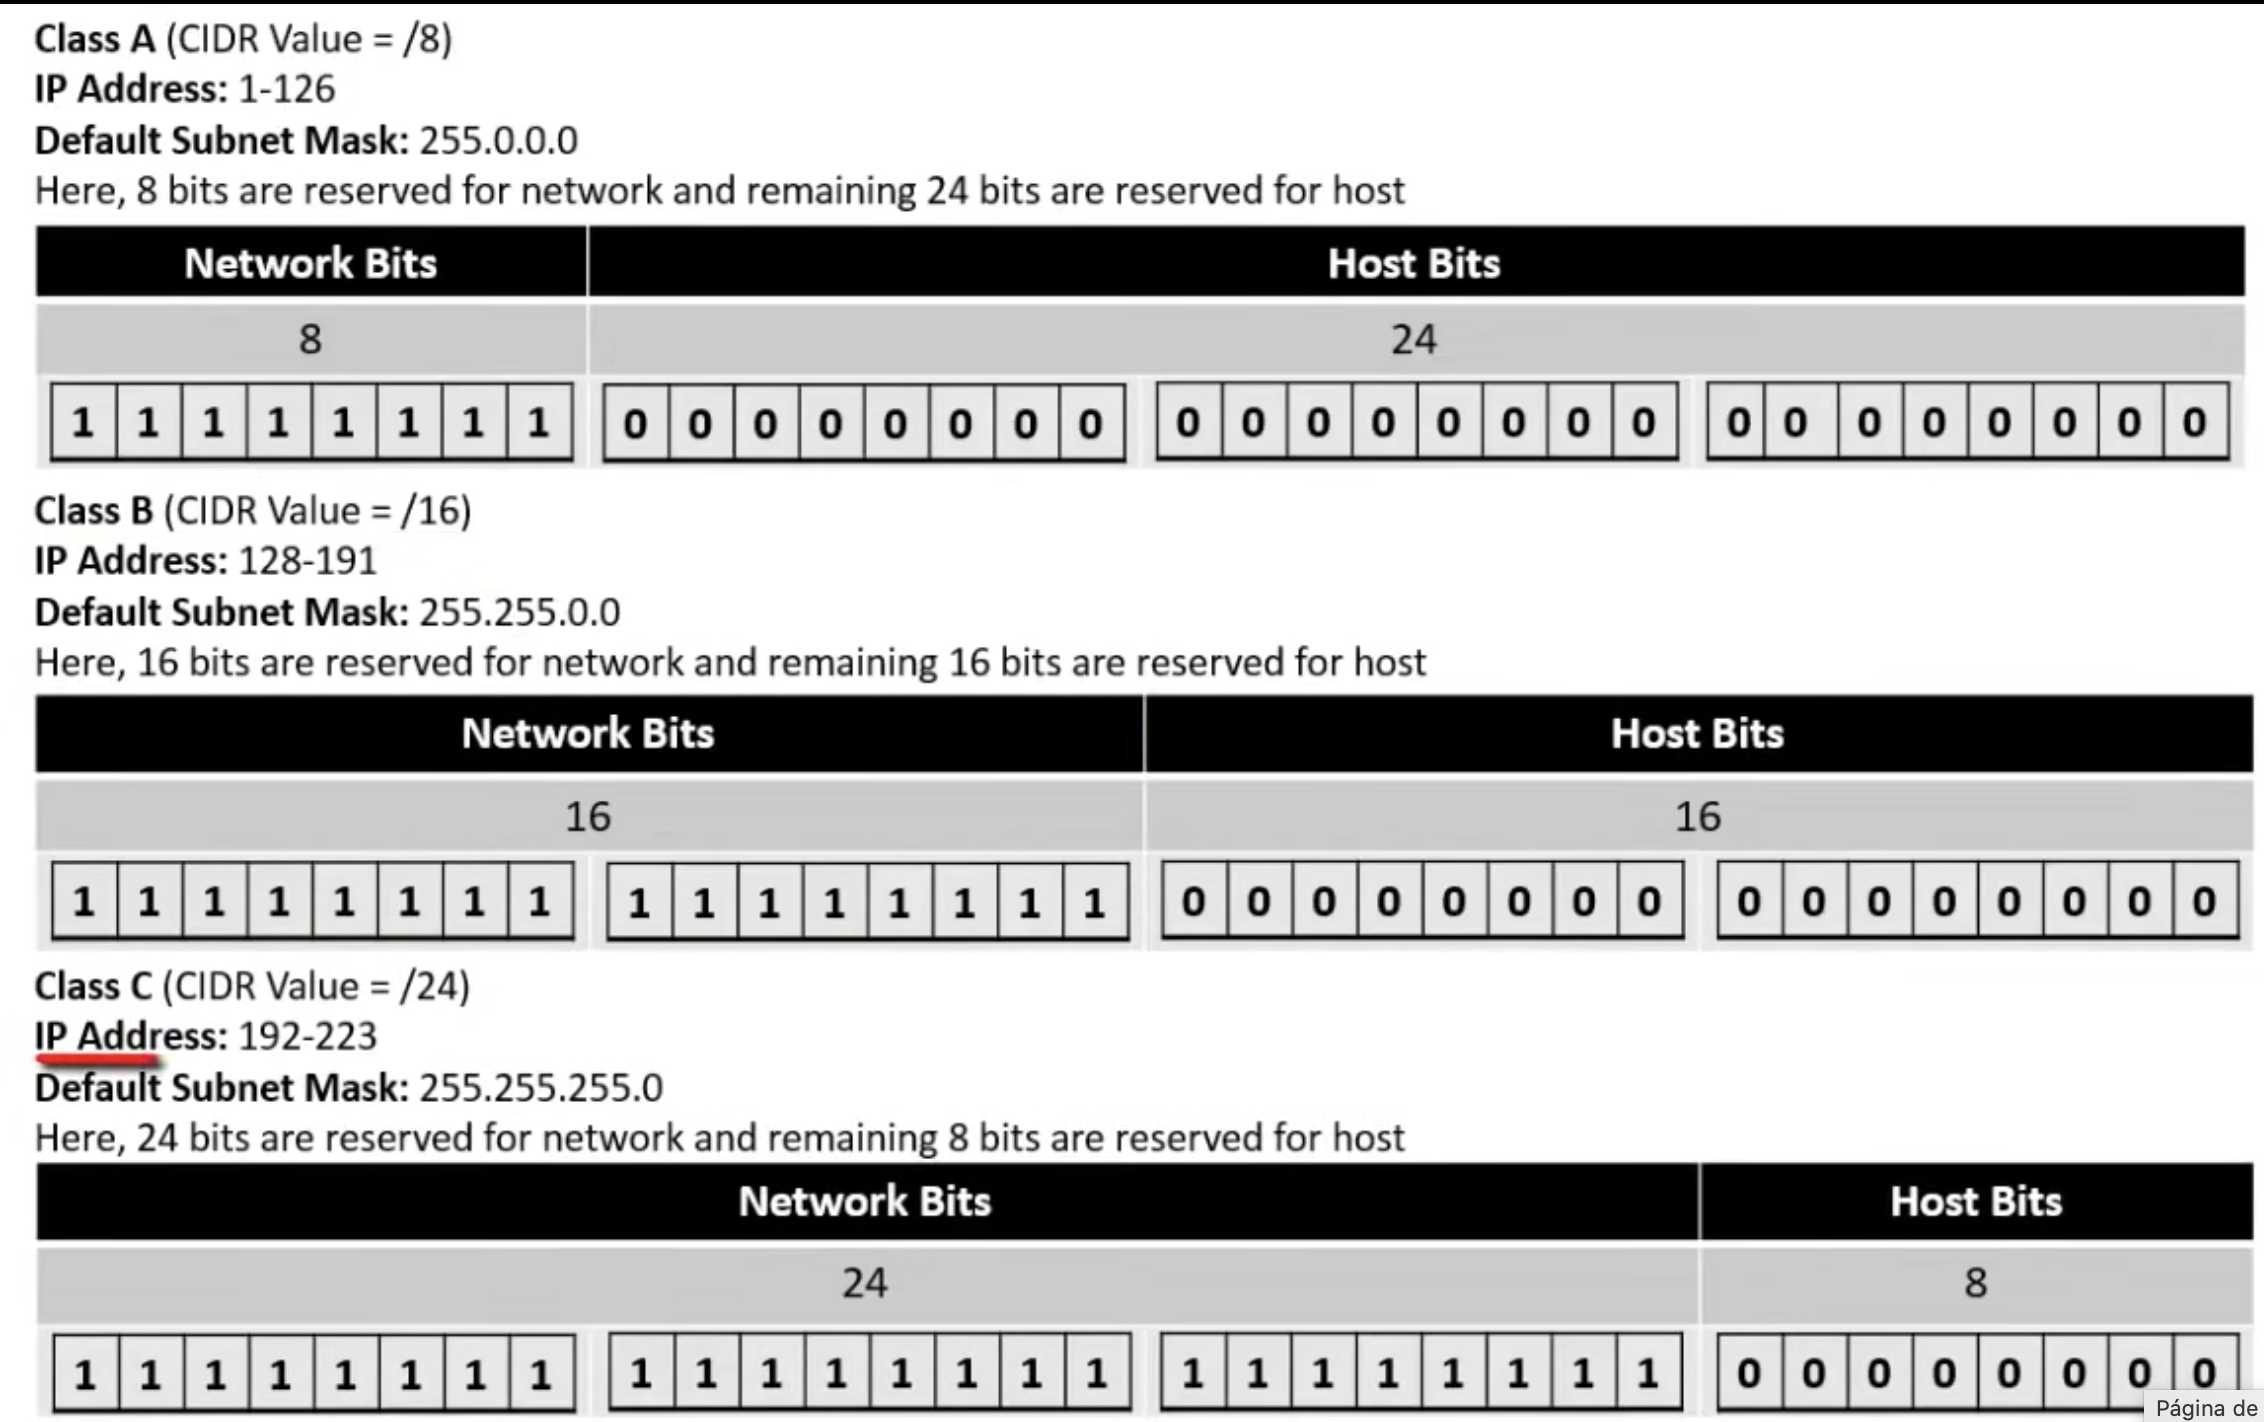 Class A (CIDR Value = /8)
IP Address: 1-126
Default Subnet Mask: 255.0.0.0
Here, 8 bits are reserved for network and remaining 24 bits are reserved for host
Network Bits Host Bits
8 24
1 1 1 1 1 1 1 1 0 0 0 0 0 0 0 0 0 0 0 0 0 0 0 0 0 0 0 0 0 0 0 0
Class B (CIDR Value = /16)
IP Address: 128-191
Default Subnet Mask: 255.255.0.0
Here, 16 bits are reserved for network and remaining 16 bits are reserved for host
Network Bits Host Bits
16 16
1 1 1 1 1 1 1 1 1 1 1 1 1 1 1 1 0 0 0 0 0 0 0 0 0 0 0 0 0 0 0 0
Class C (CIDR Value = /24)
IP Address: 192-223
Default Subnet Mask: 255.255.255.0
Here, 24 bits are reserved for network and remaining 8 bits are reserved for host
Network Bits Host Bits
24 8
1 1 1 1 1 1 1 1 1 1 1 1 1 1 1 1 1 1 1 1 1 1 1 1 0 0 0 0 0 0 0 0
Página de